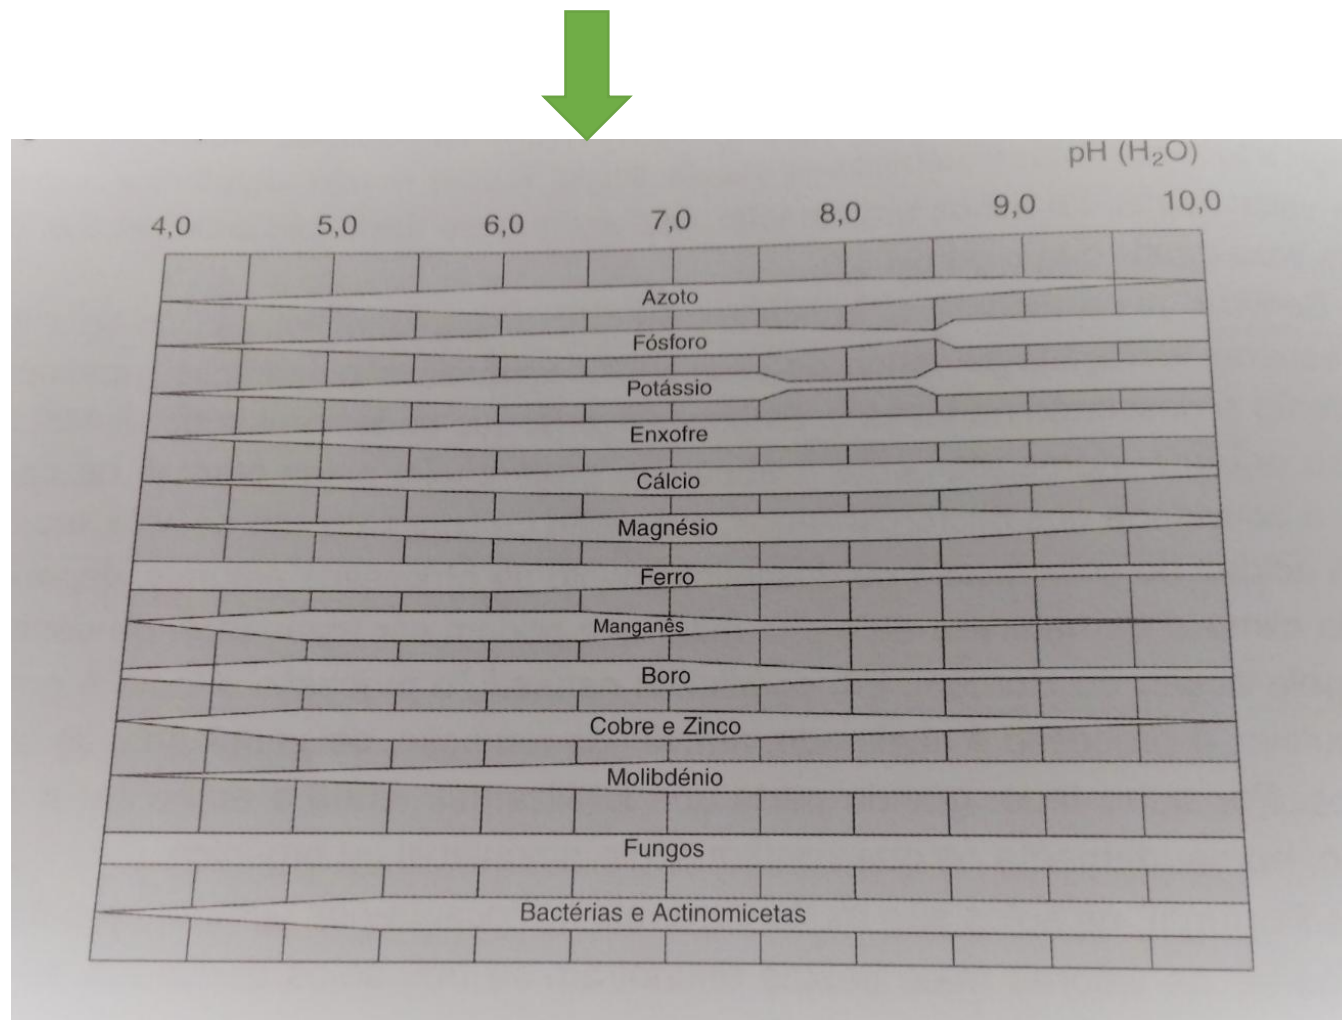 pH (H₂O)
4,0 5,0 6,0 7,0 8,0 9,0 10,0
Azoto
Fósforo
Potássio
Enxofre
Cálcio
Magnésio
Ferro
Manganês
Boro
Cobre e Zinco
Molibdénio
Fungos
Bactérias e Actinomicetas